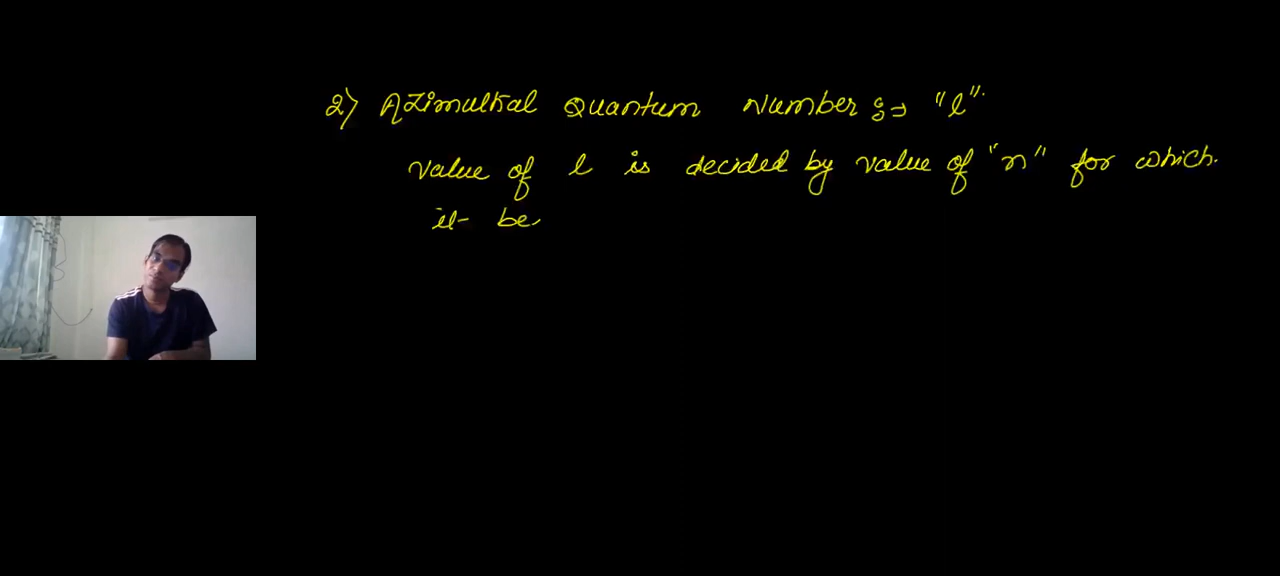 2) Azimuthal Quantum Number :→ "l".
value of l is decided by value of "n" for which.
it be